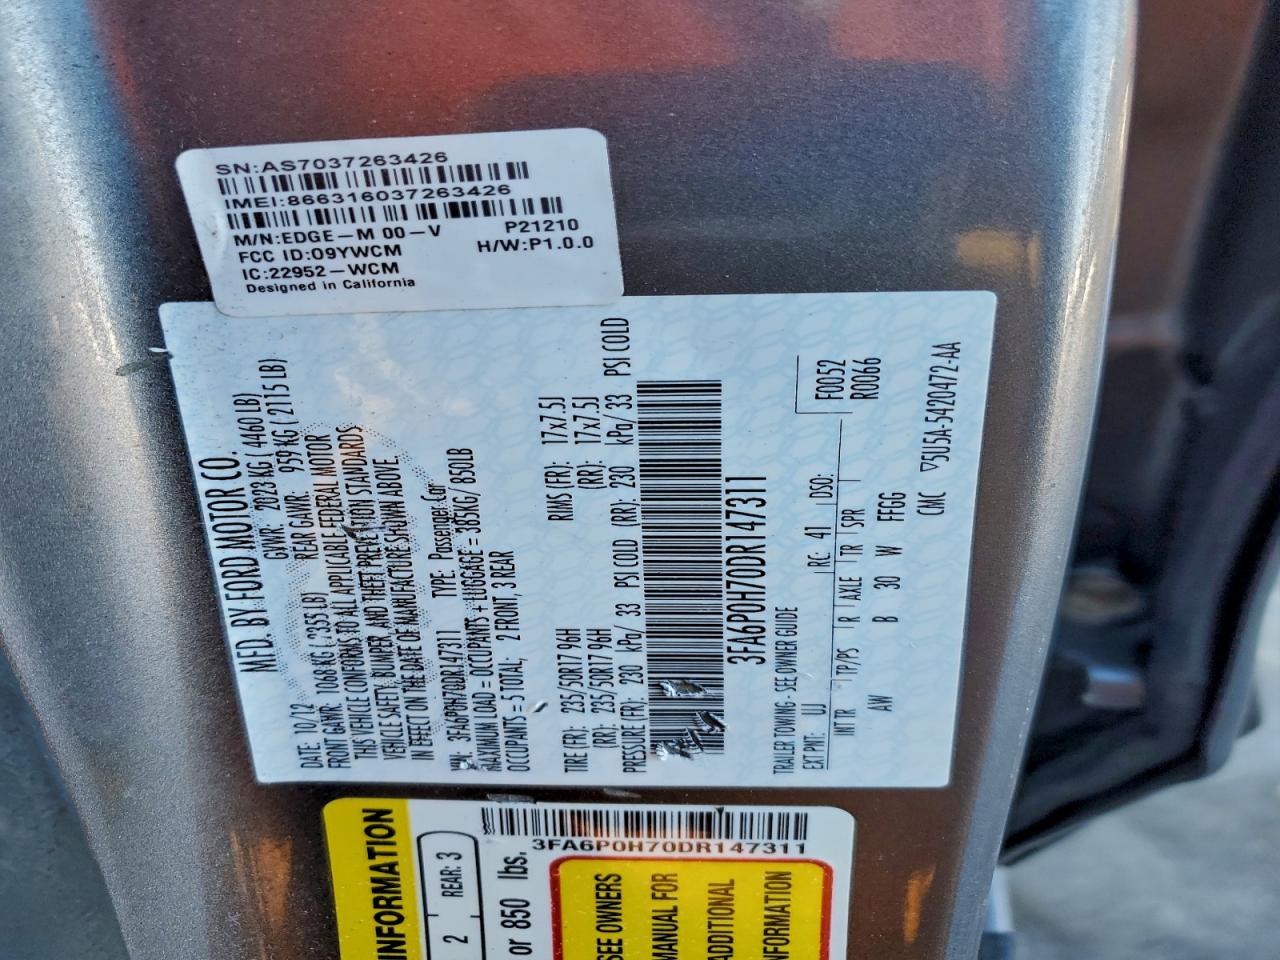 SN:AS7037263426
IMEI:866316037263426
M/N:EDGE-M 00-V P21210
FCC ID:O9YWCM H/W:P1.0.0
IC:22952-WCM
Designed in California
MFD. BY FORD MOTOR CO.
DATE: 10/12 GVWR: 2023 KG (4460 LB)
FRONT GAWR: 1068 KG (2355 LB) REAR GAWR: 959 KG (2115 LB)
THIS VEHICLE CONFORMS TO ALL APPLICABLE FEDERAL MOTOR
VEHICLE SAFETY, BUMPER, AND THEFT PREVENTION STANDARDS
IN EFFECT ON THE DATE OF MANUFACTURE SHOWN ABOVE.
VIN: 3FA6P0H70DR147311 TYPE: Passenger Car
MAXIMUM LOAD = OCCUPANTS + LUGGAGE = 385KG/ 850LB
OCCUPANTS = 5 TOTAL, 2 FRONT, 3 REAR
TIRE (FR): 235/50R17 96H RIMS (FR): 17x7.5J
(RR): 235/50R17 96H (RR): 17x7.5J
PRESSURE (FR): 230 kPa/ 33 PSI COLD (RR): 230 kPa/ 33 PSI COLD
3FA6P0H70DR147311
F0052
R0066
TRAILER TOWING - SEE OWNER GUIDE
EXT PNT: UJ RC: 41 DSO:
INT TR TP/PS R AXLE TR SPR
AW B 30 W FFGG
CMC ▽5U5A-5420472-AA
3FA6P0H70DR147311
INFORMATION
2 REAR: 3
or 850 lbs.
SEE OWNERS
MANUAL FOR
ADDITIONAL
INFORMATION